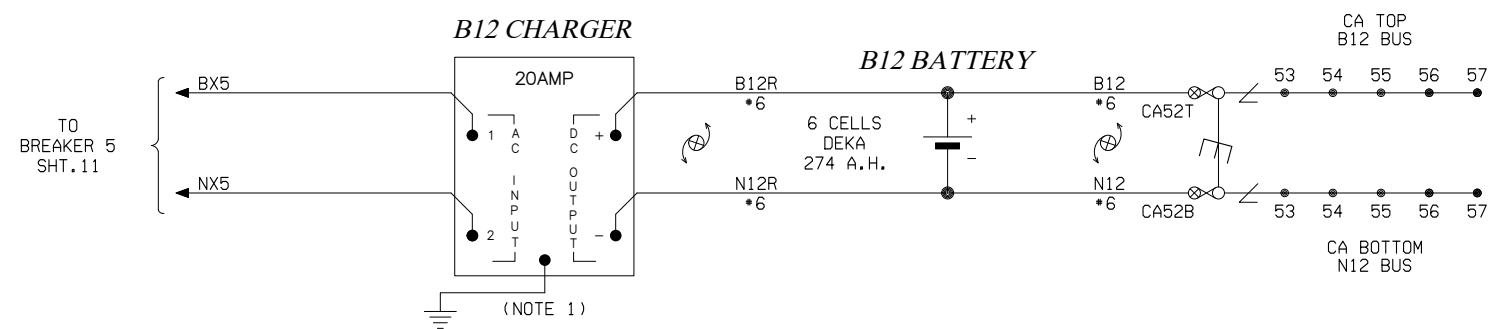 B12 CHARGER
B12 BATTERY
CA TOP
B12 BUS
20AMP
BX5
B12R
*6
B12
*6
CA52T
53 54 55 56 57
TO
BREAKER 5
SHT.11
1
AC INPUT
DC OUTPUT
+
6 CELLS
DEKA
274 A.H.
+
-
NX5
2
-
N12R
*6
N12
*6
CA52B
53 54 55 56 57
CA BOTTOM
N12 BUS
(NOTE 1)